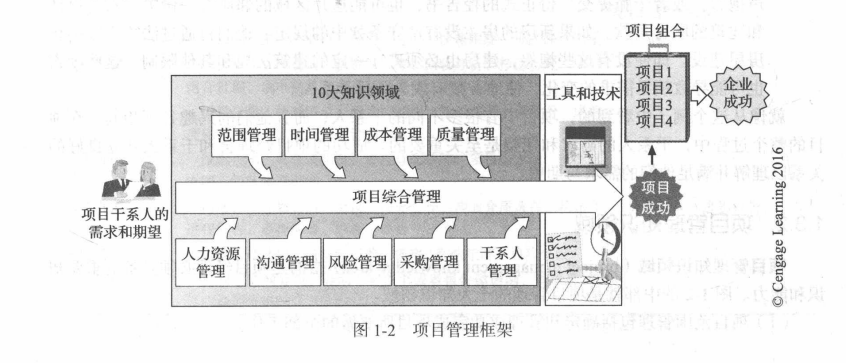 项目组合
项目1
项目2
项目3
项目4
企业
成功
10大知识领域
工具和技术
范围管理
时间管理
成本管理
质量管理
项目干系人的
需求和期望
项目综合管理
项目
成功
人力资源
管理
沟通管理
风险管理
采购管理
干系人
管理
© Cengage Learning 2016
图 1-2 项目管理框架